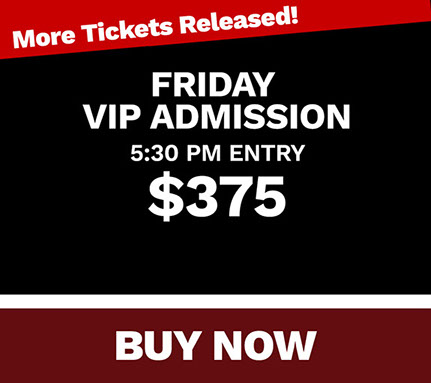 More Tickets Released!
FRIDAY
VIP ADMISSION
5:30 PM ENTRY
$375
BUY NOW